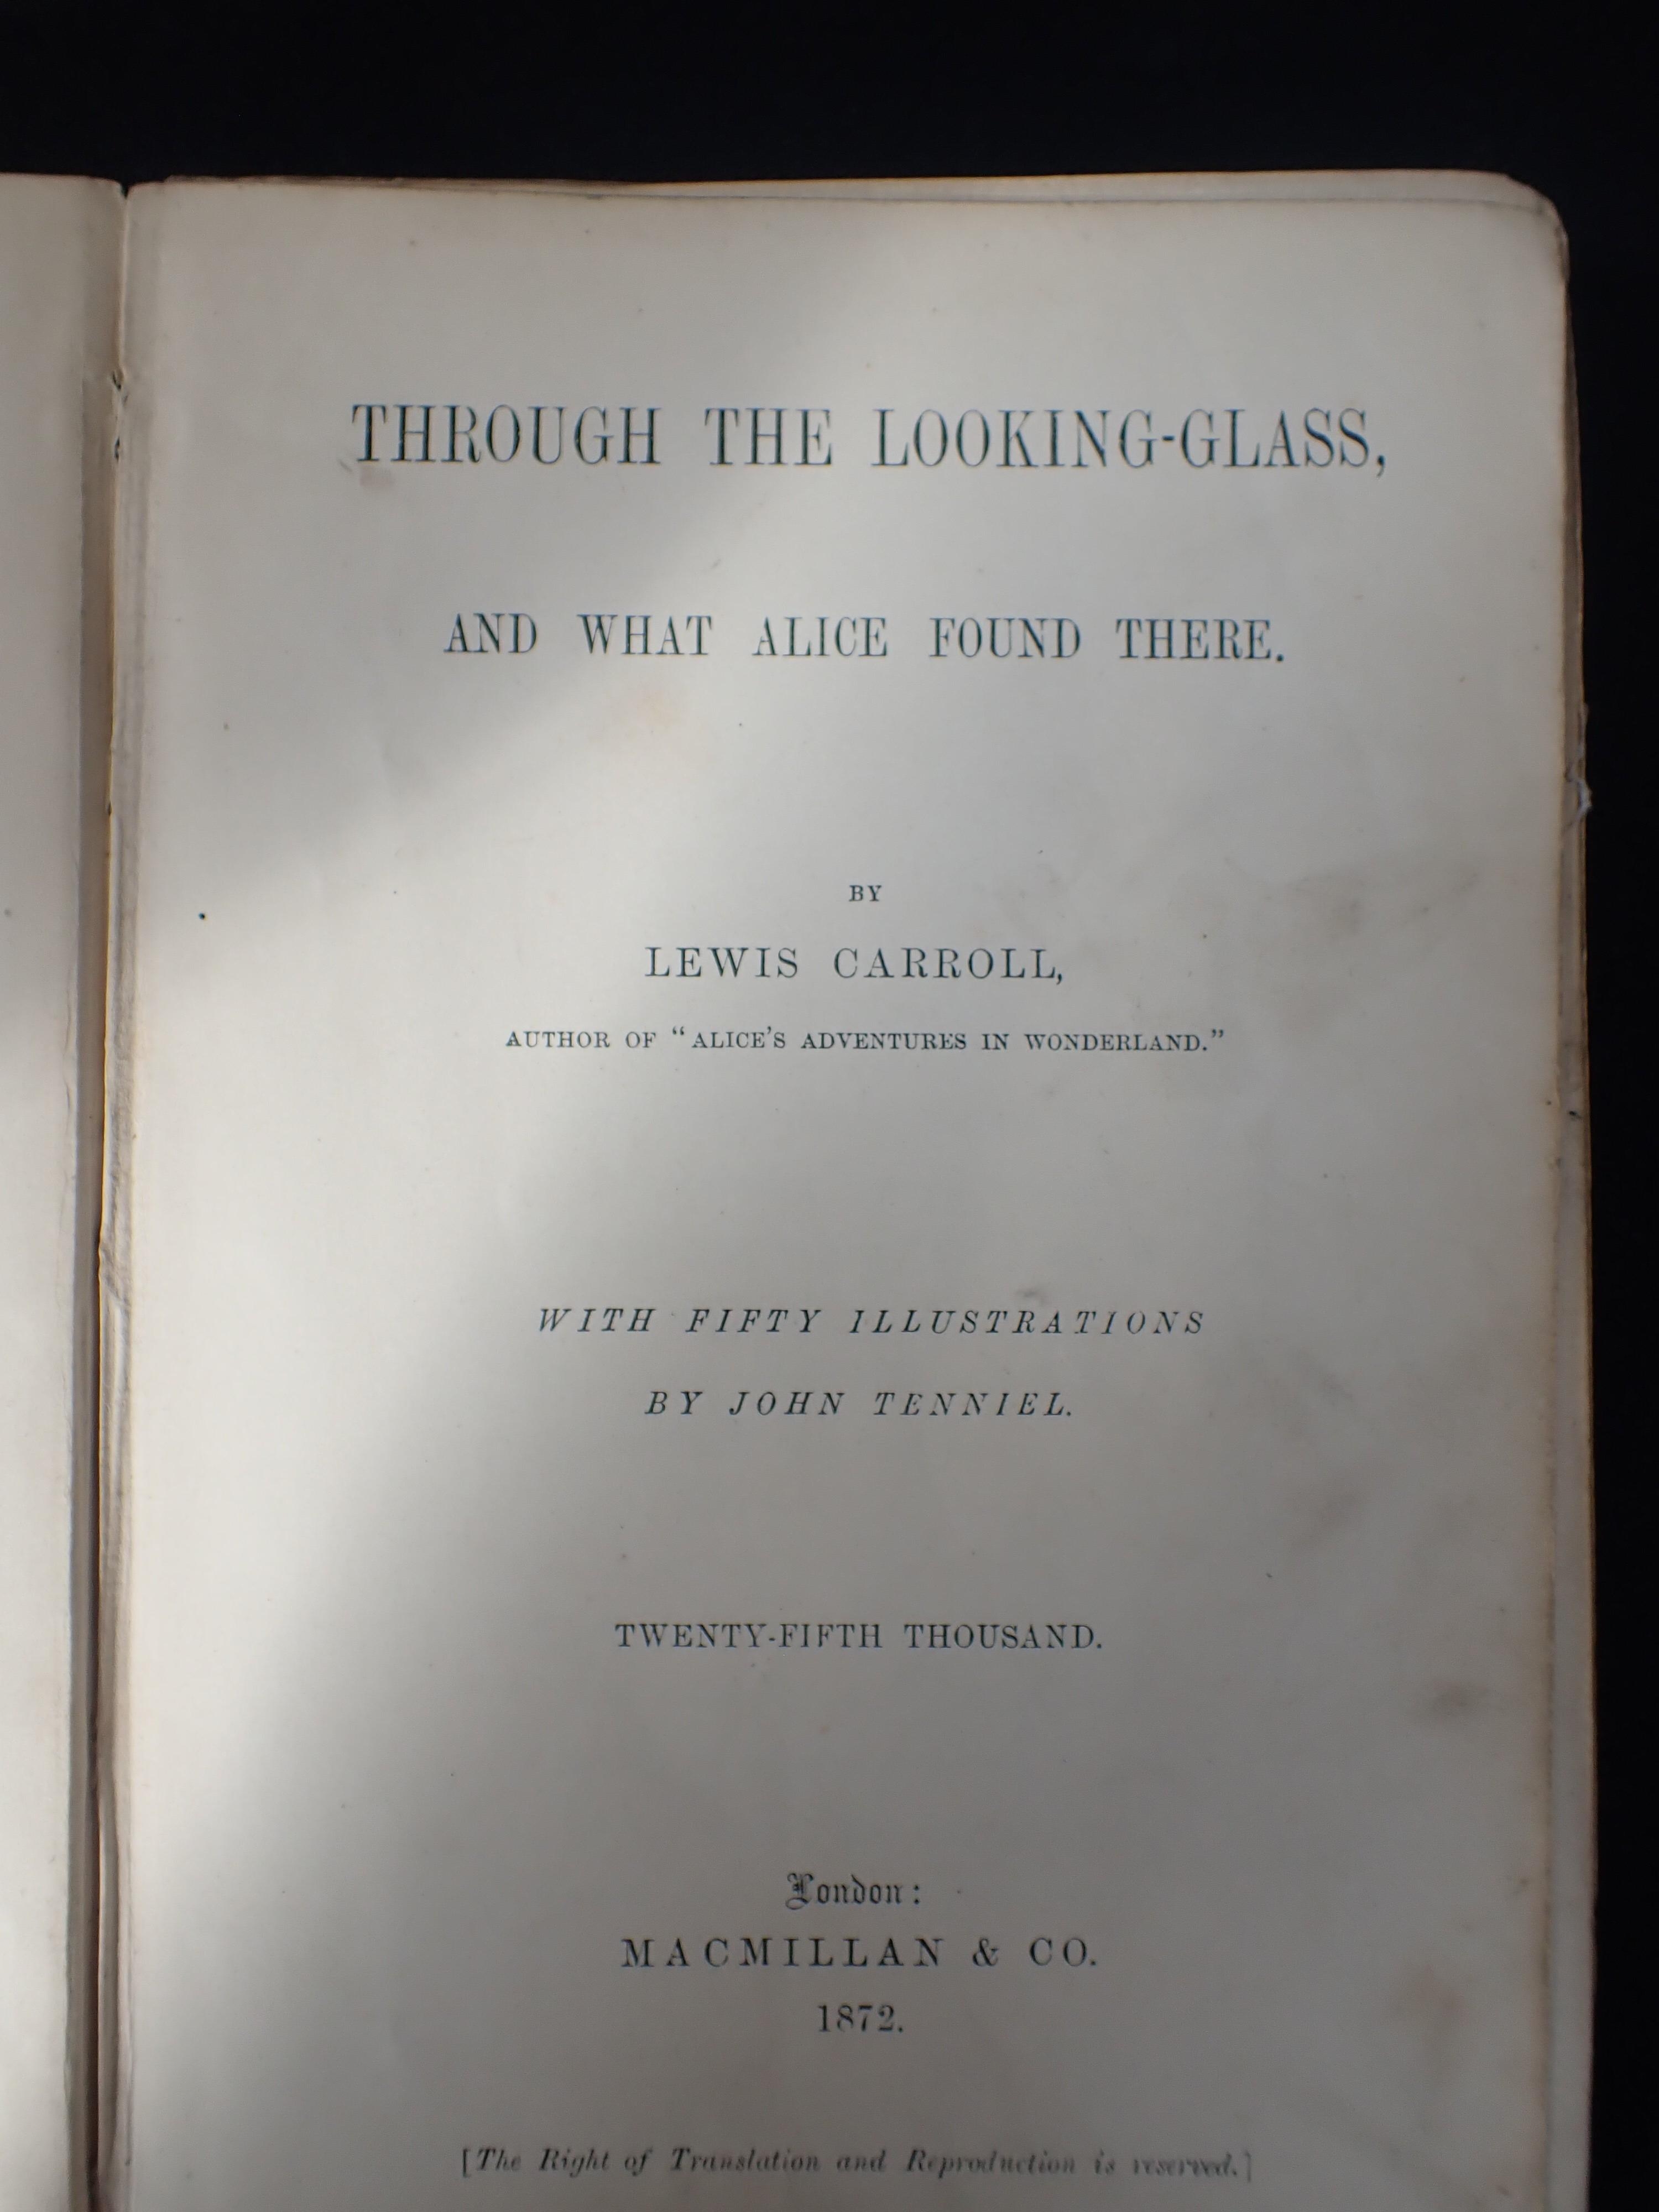 THROUGH THE LOOKING-GLASS,
AND WHAT ALICE FOUND THERE.
BY
LEWIS CARROLL,
AUTHOR OF "ALICE'S ADVENTURES IN WONDERLAND."
WITH FIFTY ILLUSTRATIONS
BY JOHN TENNIEL.
TWENTY-FIFTH THOUSAND.
London:
MACMILLAN & CO.
1872.
[The Right of Translation and Reproduction is reserved.]